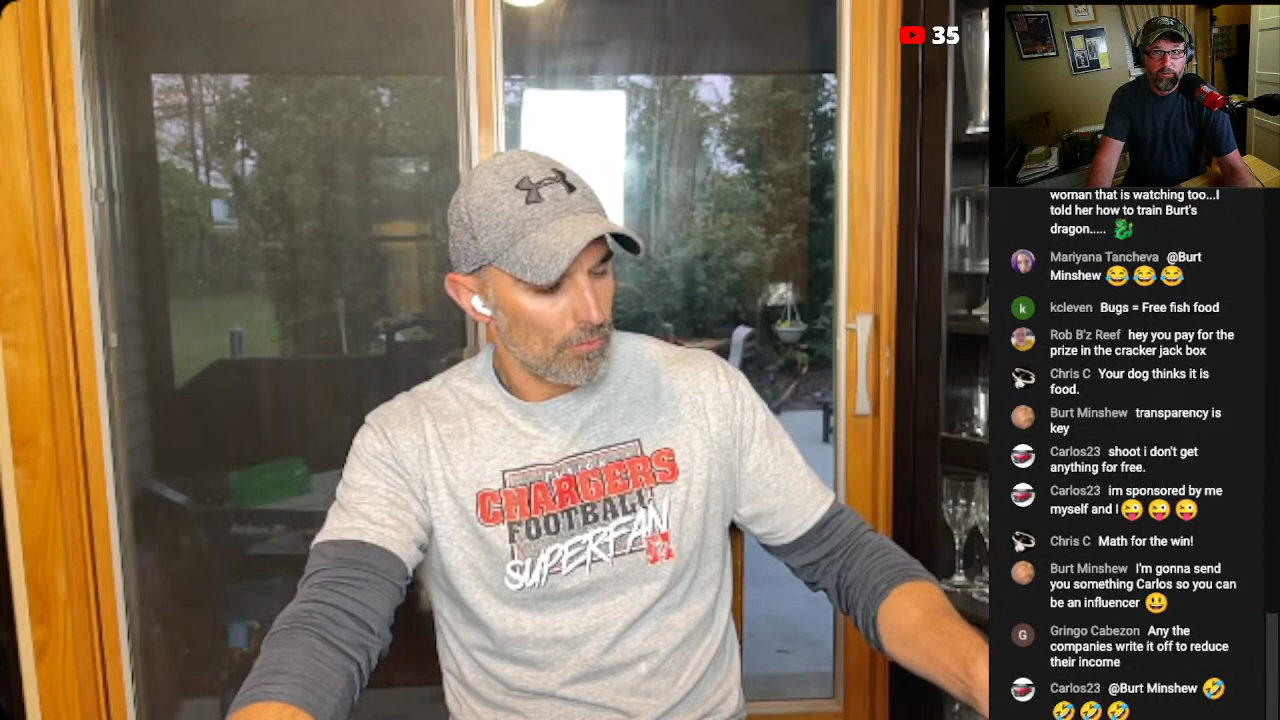 35
CHARGERS
FOOTBALL
SUPERFAN
woman that is watching too...I
told her how to train Burt's
dragon..... 🐉
Mariyana Tancheva @Burt
Minshew 😂😂😂
k
kcleven Bugs = Free fish food
Rob B'z Reef hey you pay for the
prize in the cracker jack box
Chris C Your dog thinks it is
food.
Burt Minshew transparency is
key
Carlos23 shoot i don't get
anything for free.
Carlos23 im sponsored by me
myself and I😜😜😜
Chris C Math for the win!
Burt Minshew I'm gonna send
you something Carlos so you can
be an influencer 😃
G
Gringo Cabezon Any the
companies write it off to reduce
their income
Carlos23 @Burt Minshew 🤣
🤣🤣🤣